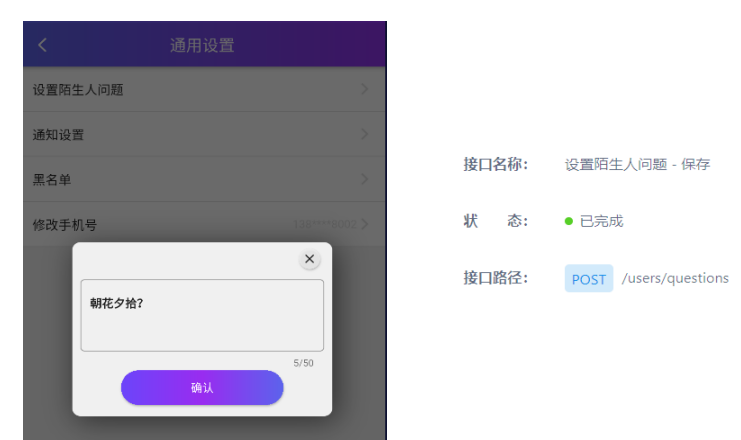 通用设置
设置陌生人问题
通知设置
黑名单
修改手机号
朝花夕拾?
5/50
确认
接口名称: 设置陌生人问题 - 保存
状 态: 已完成
接口路径: POST /users/questions